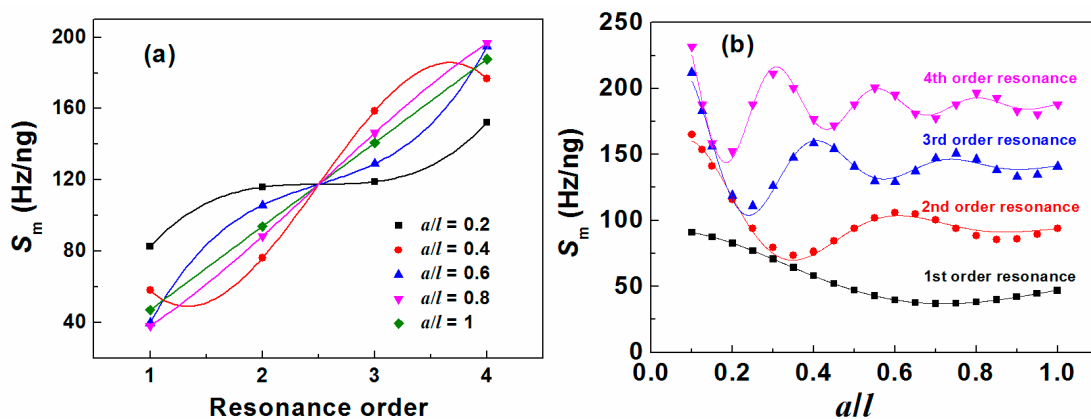 (a)
S_m (Hz/ng)
200
160
120
80
40
a/l = 0.2
a/l = 0.4
a/l = 0.6
a/l = 0.8
a/l = 1
1 2 3 4
Resonance order
(b)
S_m (Hz/ng)
250
200
150
100
50
0
4th order resonance
3rd order resonance
2nd order resonance
1st order resonance
0.0 0.2 0.4 0.6 0.8 1.0
a/l